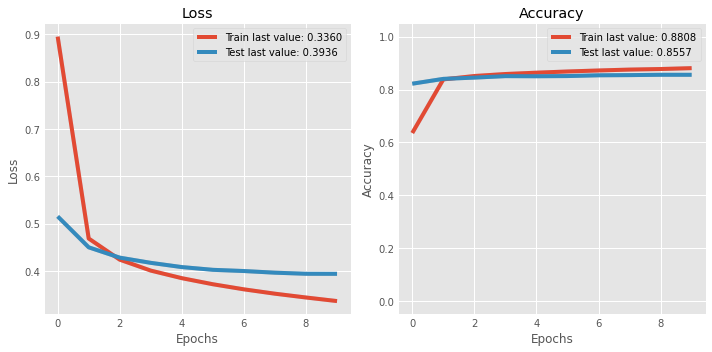 Loss
Train last value: 0.3360
Test last value: 0.3936
0.9
0.8
0.7
0.6
0.5
0.4
Loss
0 2 4 6 8
Epochs
Accuracy
Train last value: 0.8808
Test last value: 0.8557
1.0
0.8
0.6
0.4
0.2
0.0
Accuracy
0 2 4 6 8
Epochs